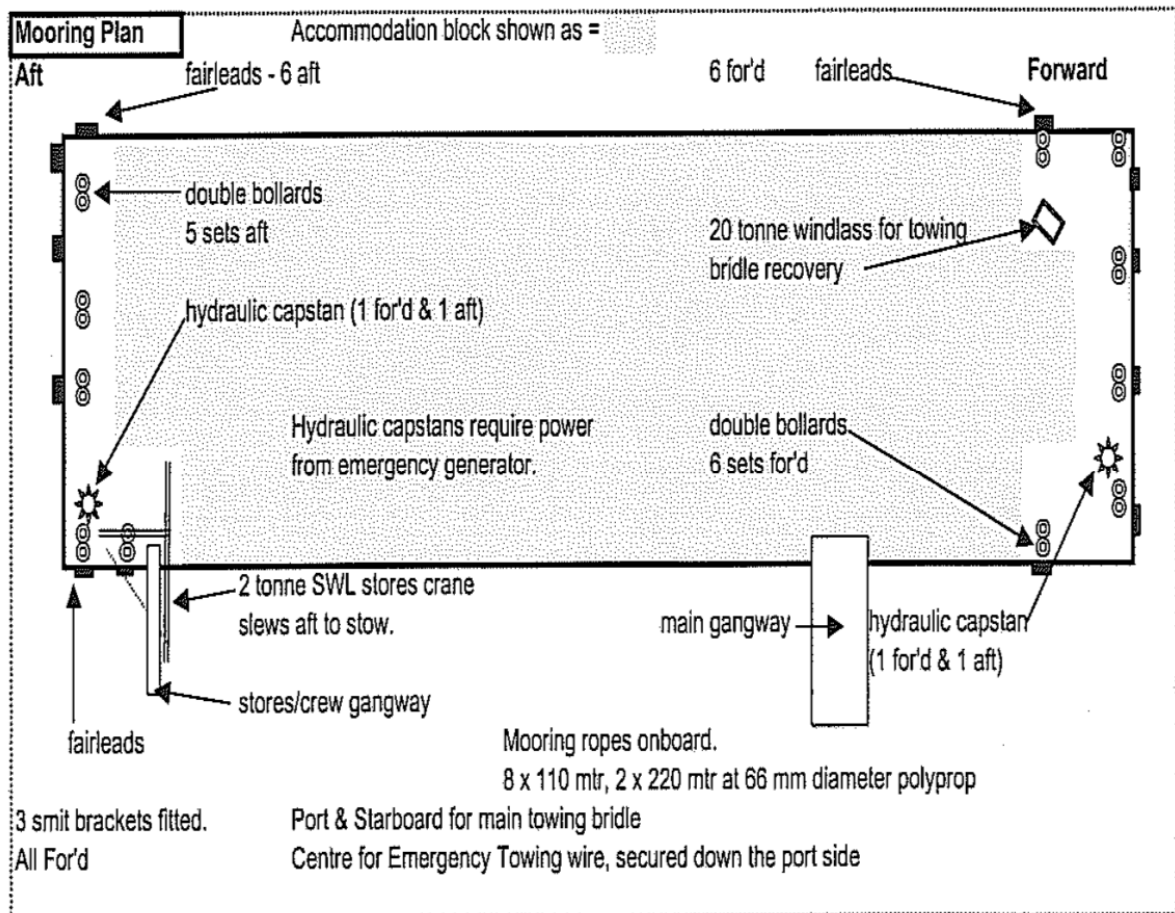 Mooring Plan
Accommodation block shown as =
Aft
fairleads - 6 aft
6 for'd
fairleads
Forward
double bollards
5 sets aft
20 tonne windlass for towing
bridle recovery
hydraulic capstan (1 for'd & 1 aft)
Hydraulic capstans require power
from emergency generator.
double bollards
6 sets for'd
2 tonne SWL stores crane
slews aft to stow.
main gangway
hydraulic capstan
(1 for'd & 1 aft)
stores/crew gangway
fairleads
Mooring ropes onboard.
8 x 110 mtr, 2 x 220 mtr at 66 mm diameter polyprop
3 smit brackets fitted.
Port & Starboard for main towing bridle
All For'd
Centre for Emergency Towing wire, secured down the port side